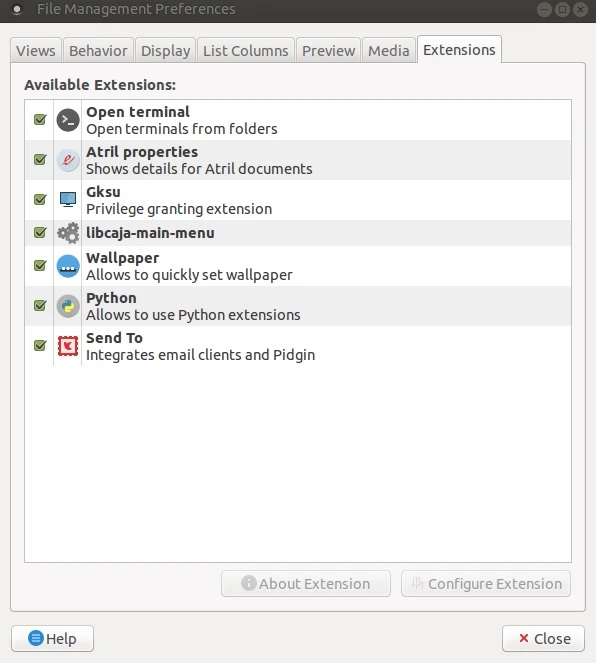 File Management Preferences
Views Behavior Display List Columns Preview Media Extensions
Available Extensions:
Open terminal
Open terminals from folders
Atril properties
Shows details for Atril documents
Gksu
Privilege granting extension
libcaja-main-menu
Wallpaper
Allows to quickly set wallpaper
Python
Allows to use Python extensions
Send To
Integrates email clients and Pidgin
About Extension Configure Extension
Help Close